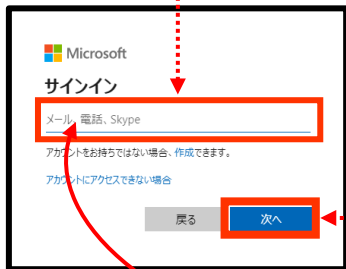 Microsoft
サインイン
メール、電話、Skype
アカウントをお持ちではない場合、作成できます。
アカウントにアクセスできない場合
戻る
次へ